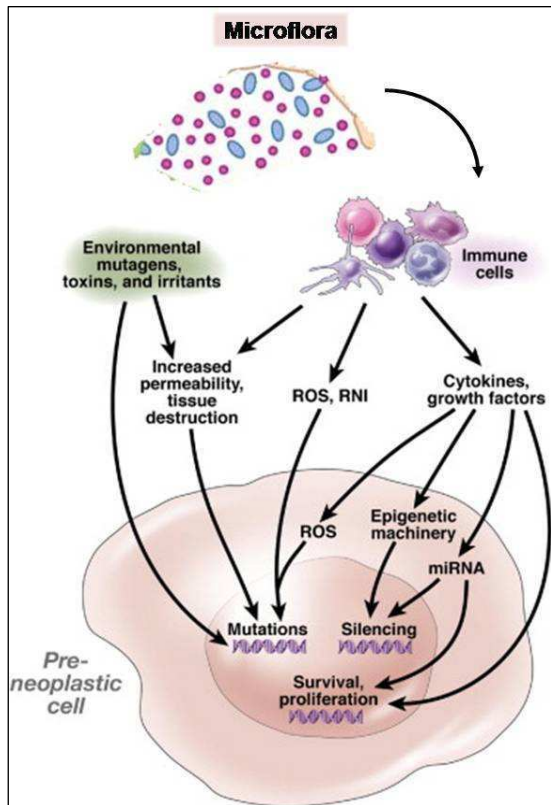 Microflora
Environmental
mutagens,
toxins, and irritants
Immune
cells
Increased
permeability,
tissue
destruction
ROS, RNI
Cytokines,
growth factors
ROS
Epigenetic
machinery
miRNA
Mutations
Silencing
Survival,
proliferation
Pre-
neoplastic
cell